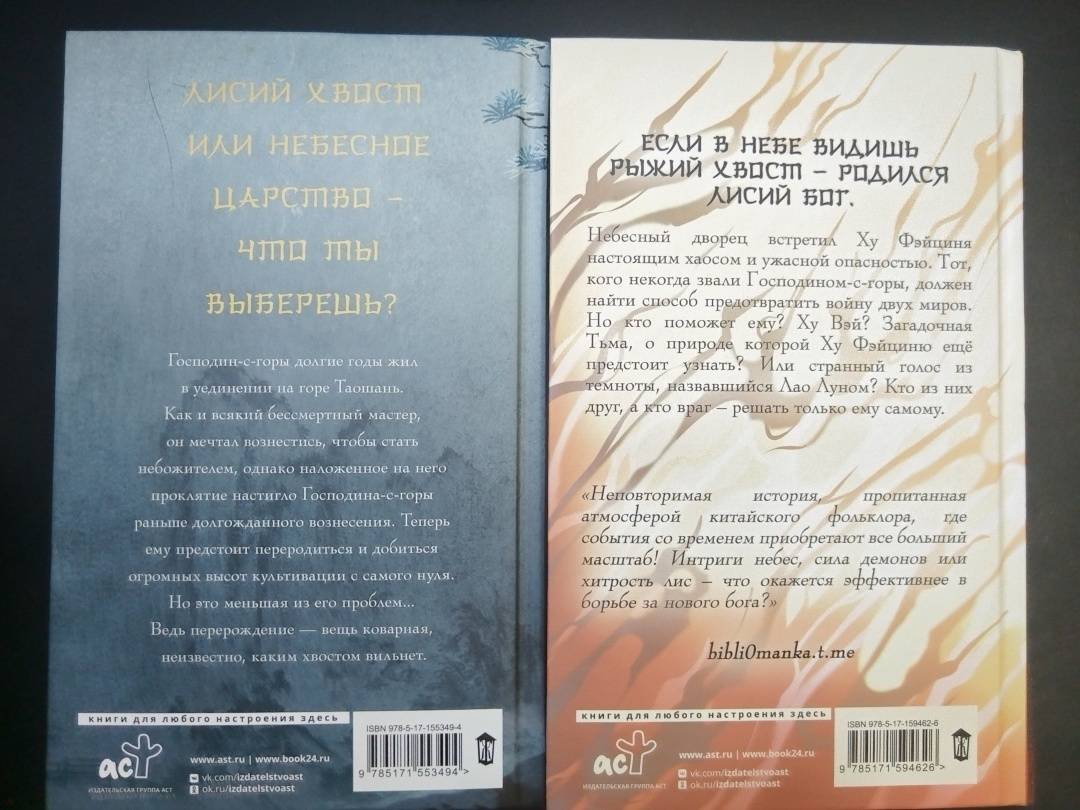 ЛИСИЙ ХВОСТ
ИЛИ НЕБЕСНОЕ
ЦАРСТВО –
ЧТО ТЫ
ВЫБЕРЕШЬ?
Господин-с-горы долгие годы жил
в уединении на горе Таошань.
Как и всякий бессмертный мастер,
он мечтал вознестись, чтобы стать
небожителем, однако наложенное на него
проклятие настигло Господина-с-горы
раньше долгожданного вознесения. Теперь
ему предстоит переродиться и добиться
огромных высот культивации с самого нуля.
Но это меньшая из его проблем...
Ведь перерождение — вещь коварная,
неизвестно, каким хвостом вильнет.
книги для любого настроения здесь
аст
ИЗДАТЕЛЬСКАЯ ГРУППА АСТ
www.ast.ru | www.book24.ru
vk.com/izdatelstvoast
ok.ru/izdatelstvoast
ISBN 978-5-17-155349-4
9 785171 553494 >
ЕСЛИ В НЕБЕ ВИДИШЬ
РЫЖИЙ ХВОСТ – РОДИЛСЯ
ЛИСИЙ БОГ.
Небесный дворец встретил Ху Фэйциня
настоящим хаосом и ужасной опасностью. Тот,
кого некогда звали Господином-с-горы, должен
найти способ предотвратить войну двух миров.
Но кто поможет ему? Ху Вэй? Загадочная
Тьма, о природе которой Ху Фэйциню ещё
предстоит узнать? Или странный голос из
темноты, назвавшийся Лао Луном? Кто из них
друг, а кто враг – решать только ему самому.
«Неповторимая история, пропитанная
атмосферой китайского фольклора, где
события со временем приобретают все больший
масштаб! Интриги небес, сила демонов или
хитрость лис – что окажется эффективнее в
борьбе за нового бога?»
bibli0manka.t.me
книги для любого настроения здесь
аст
ИЗДАТЕЛЬСКАЯ ГРУППА АСТ
www.ast.ru | www.book24.ru
vk.com/izdatelstvoast
ok.ru/izdatelstvoast
ISBN 978-5-17-159462-6
9 785171 594626 >